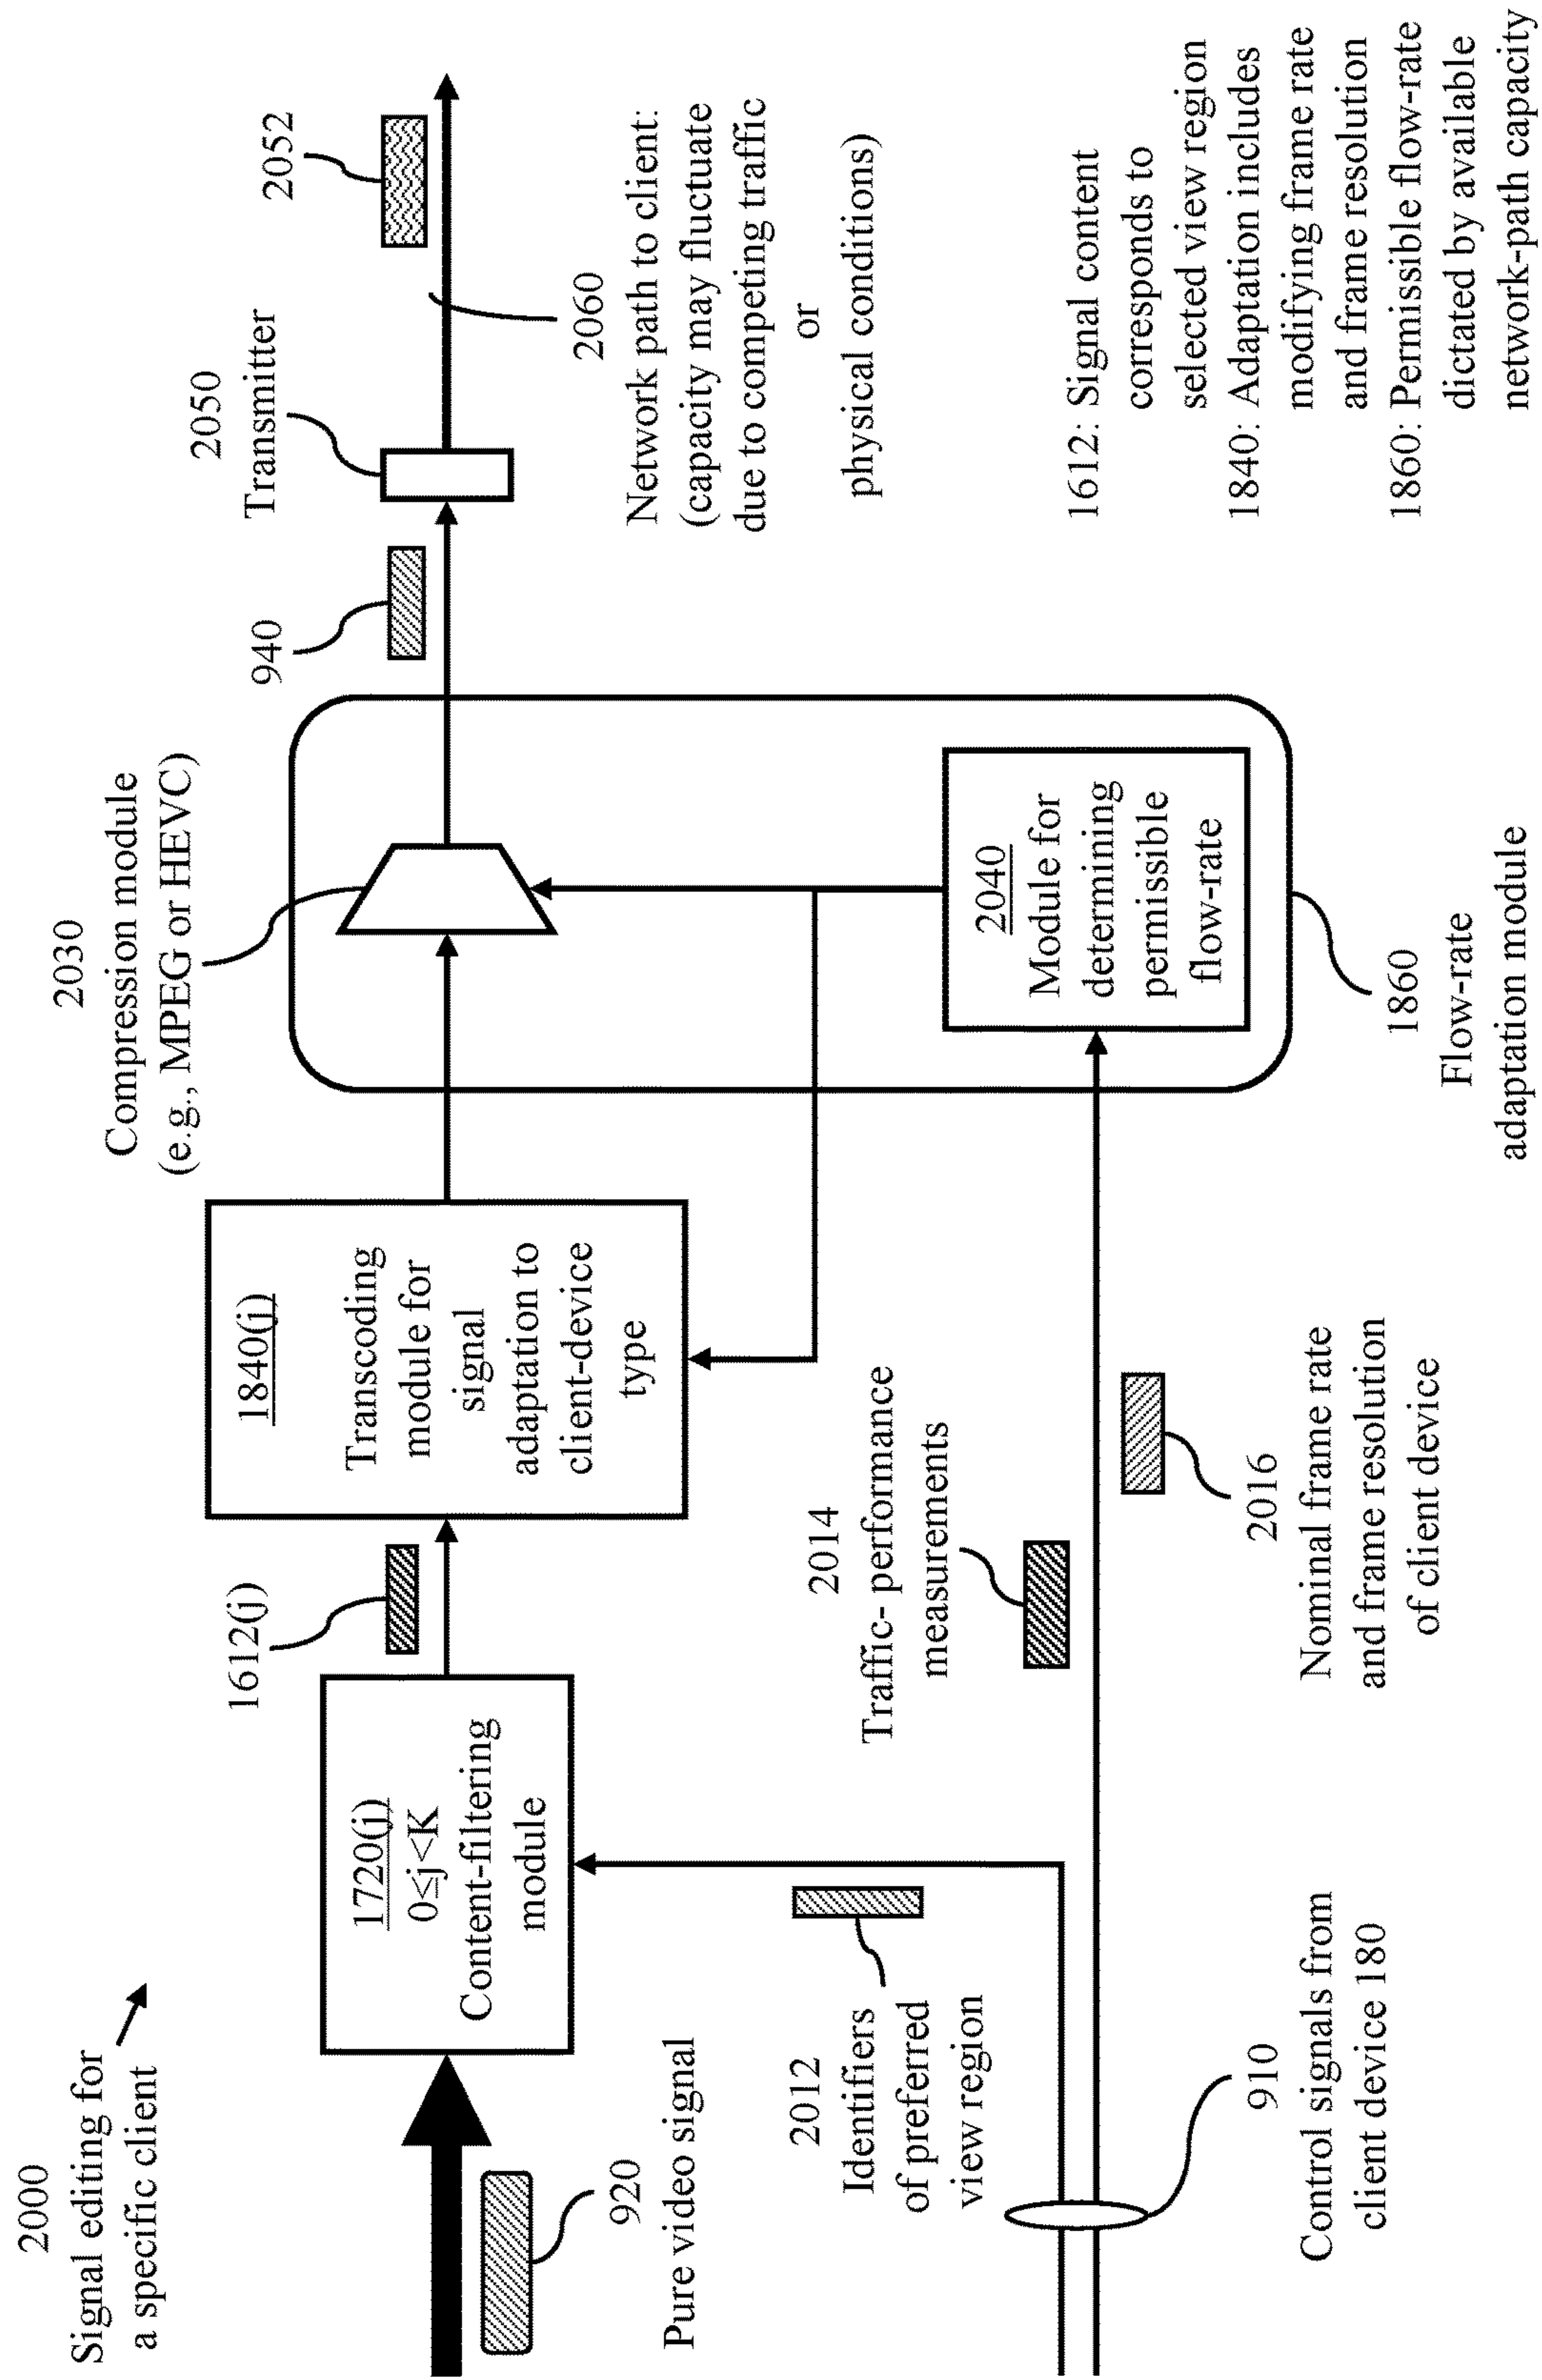 2000
Signal editing for
a specific client
920
Pure video signal
1720(j)
0≤j<K
Content-filtering
module
2012
Identifiers
of preferred
view region
910
Control signals from
client device 180
1612(j)
1840(j)
Transcoding
module for
signal
adaptation to
client-device
type
2014
Traffic- performance
measurements
2016
Nominal frame rate
and frame resolution
of client device
2030
Compression module
(e.g., MPEG or HEVC)
2040
Module for
determining
permissible
flow-rate
1860
Flow-rate
adaptation module
940
2050
Transmitter
2052
2060
Network path to client:
(capacity may fluctuate
due to competing traffic
or
physical conditions)
1612: Signal content
corresponds to
selected view region
1840: Adaptation includes
modifying frame rate
and frame resolution
1860: Permissible flow-rate
dictated by available
network-path capacity